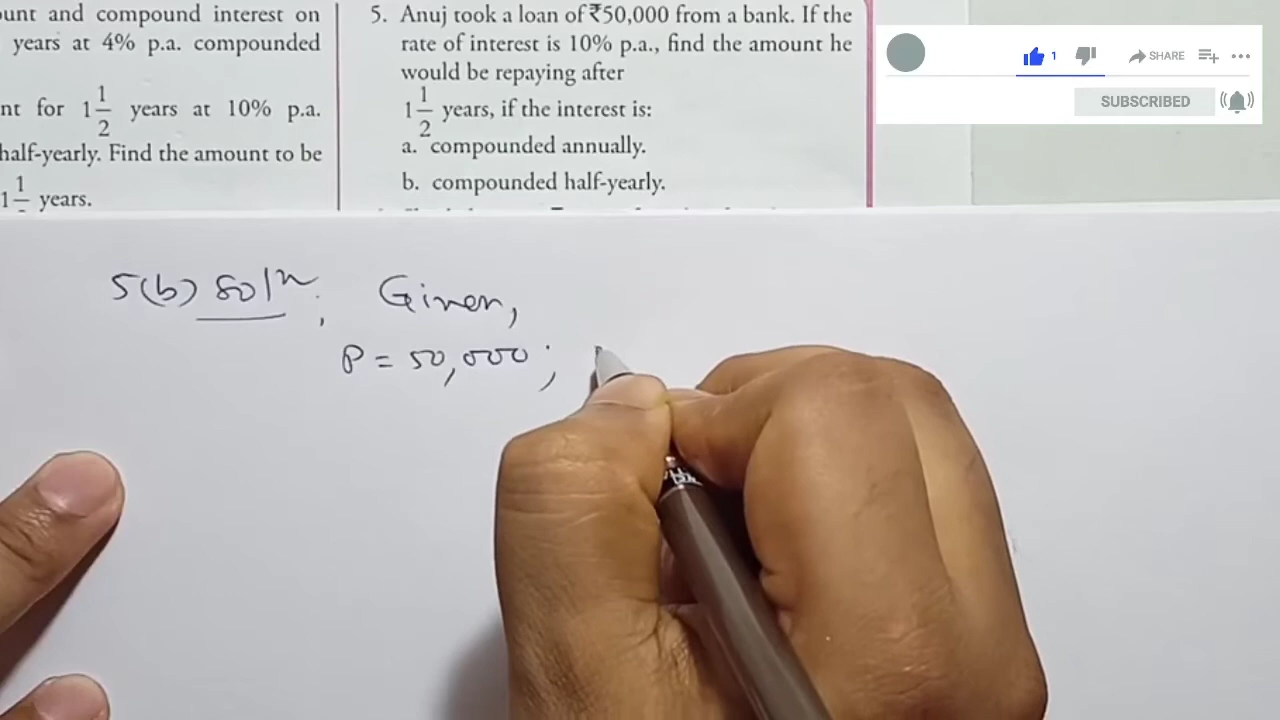 ount and compound interest on
years at 4% p.a. compounded
nt for 1 1/2 years at 10% p.a.
half-yearly. Find the amount to be
1 1/2 years.
5. Anuj took a loan of ₹50,000 from a bank. If the
rate of interest is 10% p.a., find the amount he
would be repaying after
1 1/2 years, if the interest is:
a. compounded annually.
b. compounded half-yearly.
1 SHARE
SUBSCRIBED
5(b) Soln, Given,
P = 50,000;